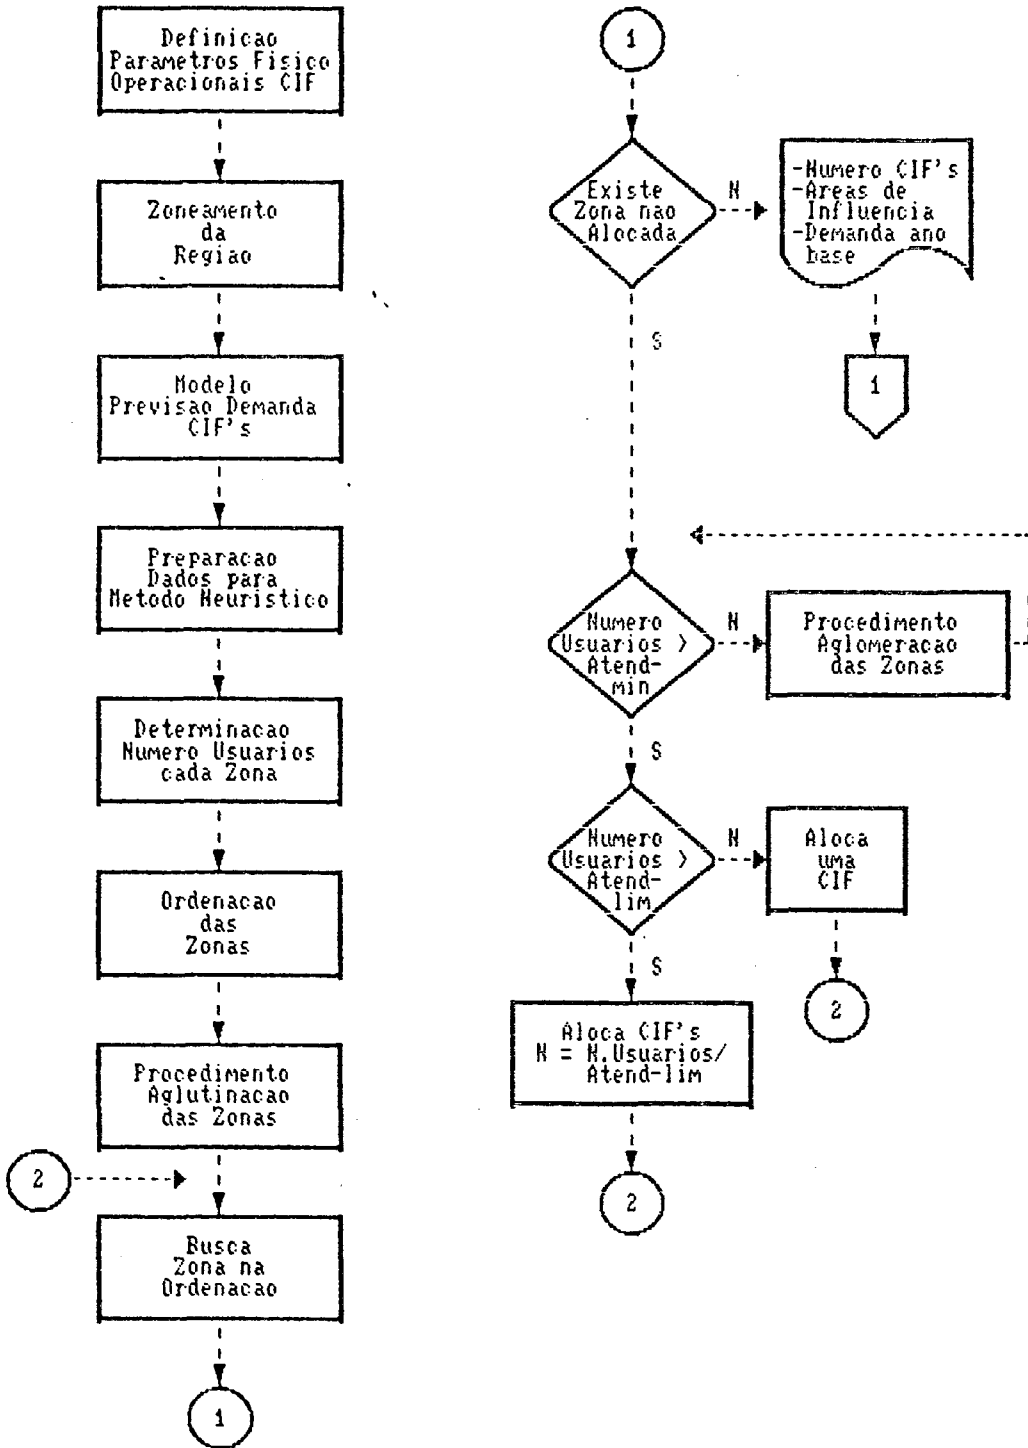 Definicao
Parametros Fisico
Operacionais CIF
Zoneamento
da
Regiao
Modelo
Previsao Demanda
CIF's
Preparacao
Dados para
Metodo Heuristico
Determinacao
Numero Usuarios
cada Zona
Ordenacao
das
Zonas
Procedimento
Aglutinacao
das Zonas
2
Busca
Zona na
Ordenacao
1
1
Existe
Zona nao
Alocada
N
-Numero CIF's
-Areas de
Influencia
-Demanda ano
base
1
S
Numero
Usuarios >
Atend-
min
N
Procedimento
Aglomeracao
das Zonas
S
Numero
Usuarios >
Atend-
lim
N
Aloca
uma
CIF
2
S
Aloca CIF's
N = N.Usuarios/
Atend-lim
2